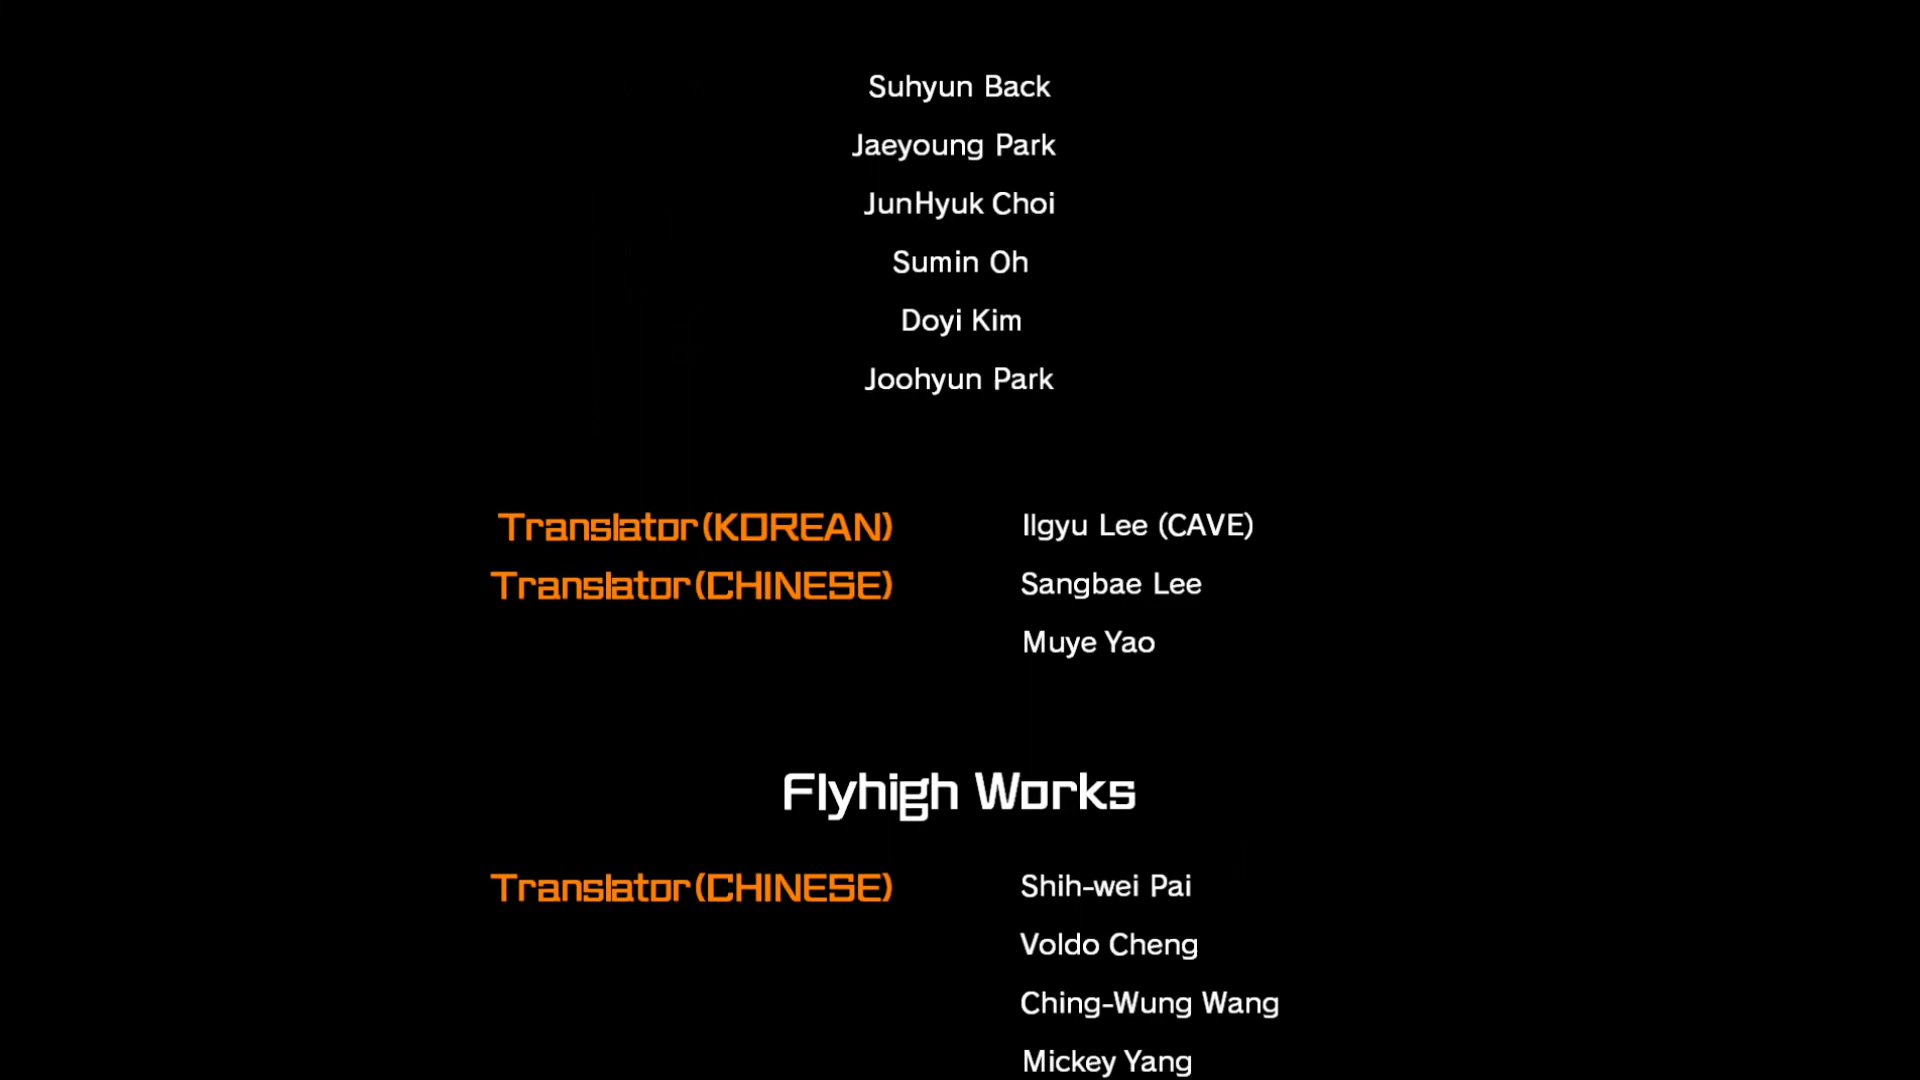 Suhyun Back
Jaeyoung Park
JunHyuk Choi
Sumin Oh
Doyi Kim
Joohyun Park
Translator(KOREAN) Ilgyu Lee (CAVE)
Translator(CHINESE) Sangbae Lee
Muye Yao
Flyhigh Works
Translator(CHINESE) Shih-wei Pai
Voldo Cheng
Ching-Wung Wang
Mickey Yang